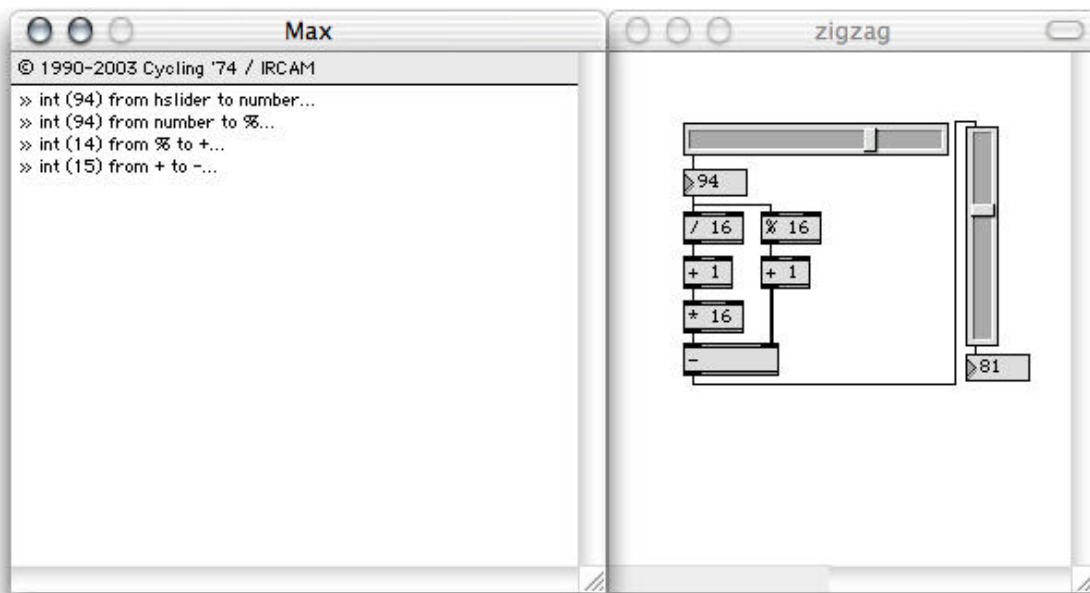 Max
© 1990-2003 Cycling '74 / IRCAM
» int (94) from hslider to number...
» int (94) from number to %...
» int (14) from % to +...
» int (15) from + to -...
zigzag
94
/ 16
% 16
+ 1
+ 1
* 16
-
81